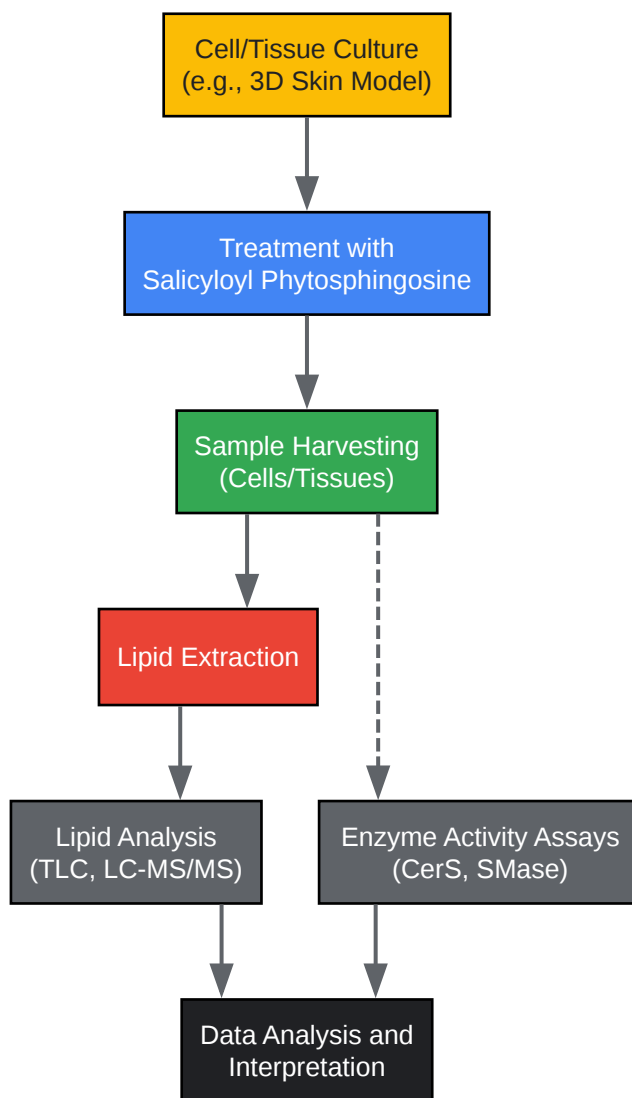 Cell/Tissue Culture
(e.g., 3D Skin Model)
Treatment with
Salicyloyl Phytosphingosine
Sample Harvesting
(Cells/Tissues)
Lipid Extraction
Lipid Analysis
(TLC, LC-MS/MS)
Enzyme Activity Assays
(CerS, SMase)
Data Analysis and
Interpretation